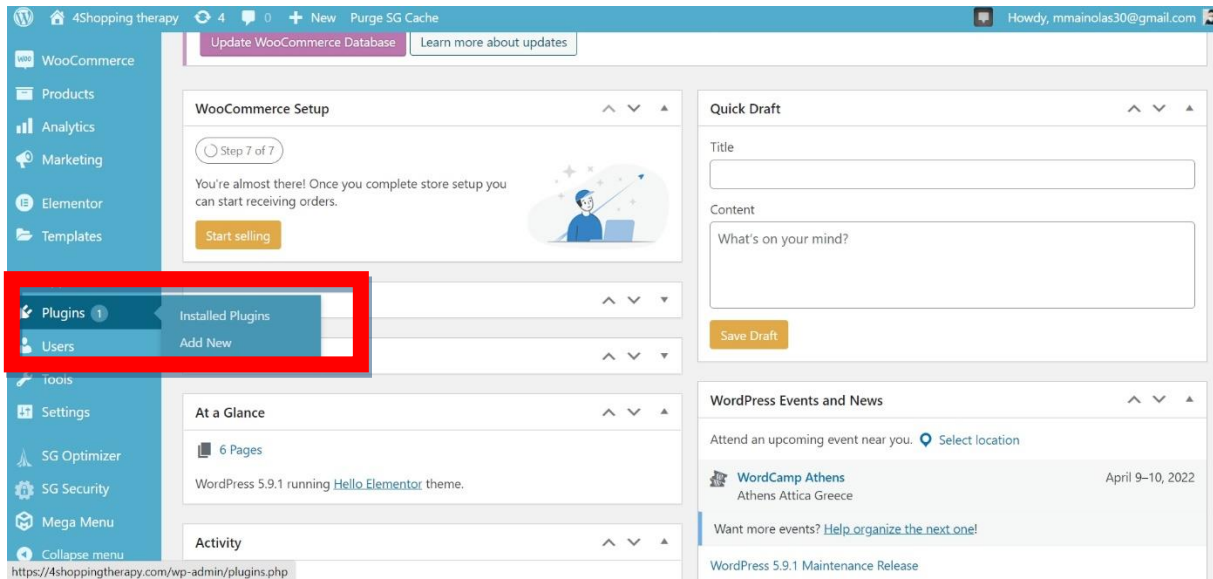 4Shopping therapy 4 0 New Purge SG Cache Howdy, mmainolas30@gmail.com
WooCommerce
Products
Analytics
Marketing
Elementor
Templates
Plugins 1
Installed Plugins
Add New
Users
Tools
Settings
SG Optimizer
SG Security
Mega Menu
Collapse menu
Update WooCommerce Database Learn more about updates
WooCommerce Setup
Step 7 of 7
You're almost there! Once you complete store setup you
can start receiving orders.
Start selling
At a Glance
6 Pages
WordPress 5.9.1 running Hello Elementor theme.
Activity
Quick Draft
Title
Content
What's on your mind?
Save Draft
WordPress Events and News
Attend an upcoming event near you. Select location
WordCamp Athens April 9–10, 2022
Athens Attica Greece
Want more events? Help organize the next one!
WordPress 5.9.1 Maintenance Release
https://4shoppingtherapy.com/wp-admin/plugins.php